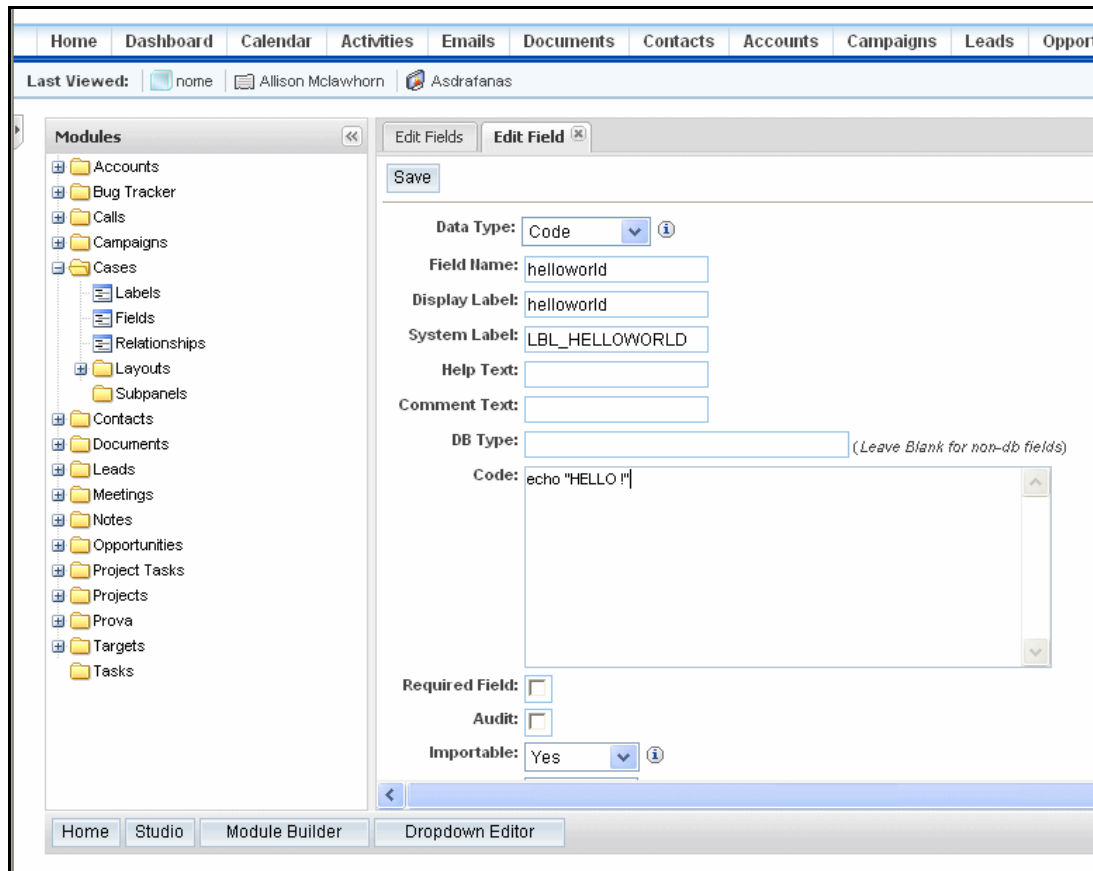 Home Dashboard Calendar Activities Emails Documents Contacts Accounts Campaigns Leads Opport
Last Viewed: nome Allison Mclawhorn Asdrafanas
Modules
Accounts
Bug Tracker
Calls
Campaigns
Cases
Labels
Fields
Relationships
Layouts
Subpanels
Contacts
Documents
Leads
Meetings
Notes
Opportunities
Project Tasks
Projects
Prova
Targets
Tasks
Edit Fields Edit Field
Save
Data Type: Code
Field Name: helloworld
Display Label: helloworld
System Label: LBL_HELLOWORLD
Help Text:
Comment Text:
DB Type: (Leave Blank for non-db fields)
Code: echo "HELLO !"
Required Field:
Audit:
Importable: Yes
Home Studio Module Builder Dropdown Editor